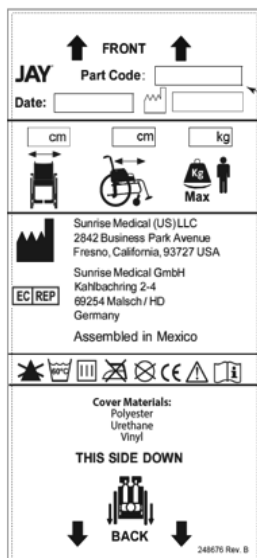 FRONT
JAY Part Code:
Date:
cm cm kg
Kg
Max
Sunrise Medical (US) LLC
2842 Business Park Avenue
Fresno, California, 93727 USA
Sunrise Medical GmbH
Kahlbachring 2-4
EC REP
69254 Malsch / HD
Germany
Assembled in Mexico
60°C CE
Cover Materials:
Polyester
Urethane
Vinyl
THIS SIDE DOWN
BACK
248676 Rev. B